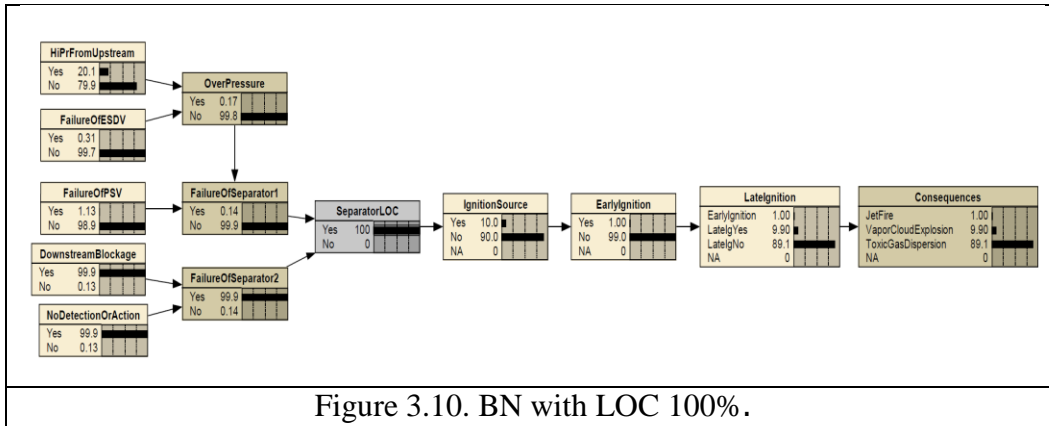 HiPrFromUpstream
Yes 20.1
No 79.9
OverPressure
Yes 0.17
No 99.8
FailureOfESDV
Yes 0.31
No 99.7
FailureOfPSV
Yes 1.13
No 98.9
FailureOfSeparator1
Yes 0.14
No 99.9
SeparatorLOC
Yes 100
No 0
IgnitionSource
Yes 10.0
No 90.0
NA 0
EarlyIgnition
Yes 1.00
No 99.0
NA 0
LateIgnition
EarlyIgnition 1.00
LateIgYes 9.90
LateIgNo 89.1
NA 0
Consequences
JetFire 1.00
VaporCloudExplosion 9.90
ToxicGasDispersion 89.1
NA 0
DownstreamBlockage
Yes 99.9
No 0.13
FailureOfSeparator2
Yes 99.9
No 0.14
NoDetectionOrAction
Yes 99.9
No 0.13
Figure 3.10. BN with LOC 100%.